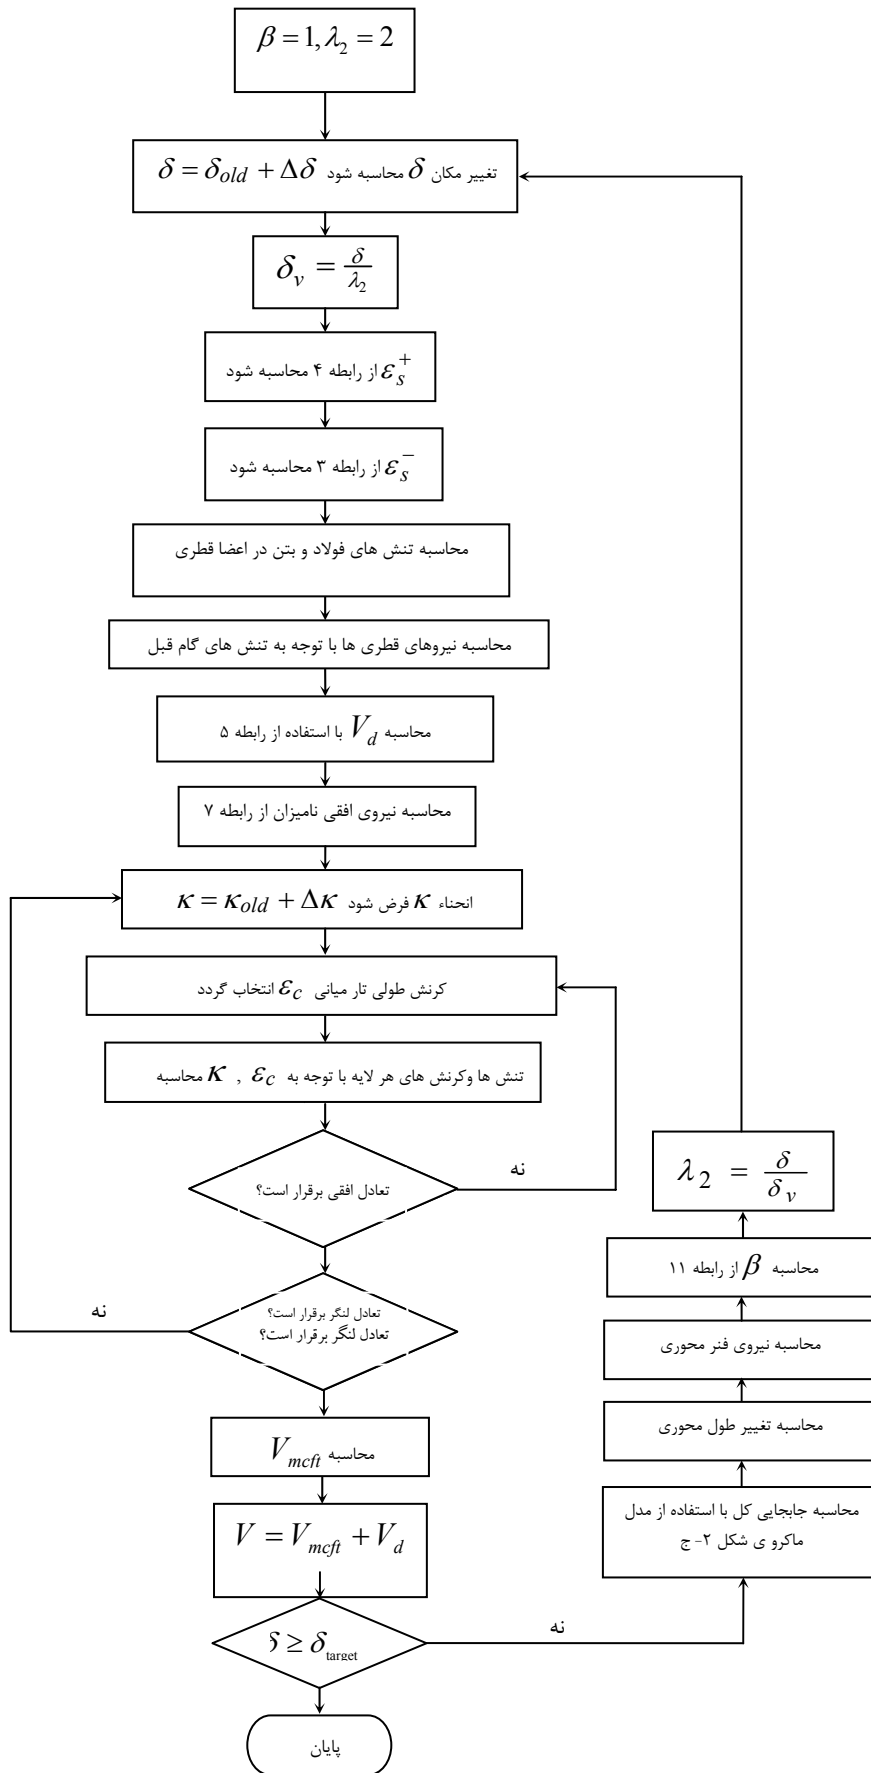 β = 1, λ₂ = 2
تغییر مکان δ محاسبه شود δ = δ_old + Δδ
δ_v = δ / λ₂
ε_s⁺ از رابطه ۴ محاسبه شود
ε_s⁻ از رابطه ۳ محاسبه شود
محاسبه تنش های فولاد و بتن در اعضا قطری
محاسبه نیروهای قطری ها با توجه به تنش های گام قبل
محاسبه V_d با استفاده از رابطه ۵
محاسبه نیروی افقی نامیزان از رابطه ۷
انحناء κ فرض شود κ = κ_old + Δκ
کرنش طولی تار میانی ε_c انتخاب گردد
تنش ها وکرنش های هر لایه با توجه به κ , ε_c محاسبه
تعادل افقی برقرار است؟
نه
تعادل لنگر برقرار است؟
تعادل لنگر برقرار است؟
نه
محاسبه V_mcft
V = V_mcft + V_d
δ ≥ δ_target
نه
پایان
محاسبه جابجایی کل با استفاده از مدل
ماکرو ی شکل ۲- ج
محاسبه تغییر طول محوری
محاسبه نیروی فنر محوری
محاسبه β از رابطه ۱۱
λ₂ = δ / δ_v